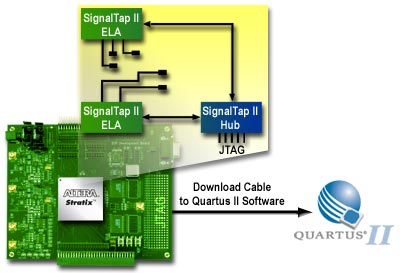 SignalTap II
ELA
SignalTap II
ELA
SignalTap II
Hub
JTAG
ALTERA
Stratix™
JTAG
Download Cable
to Quartus II Software
QUARTUS® II